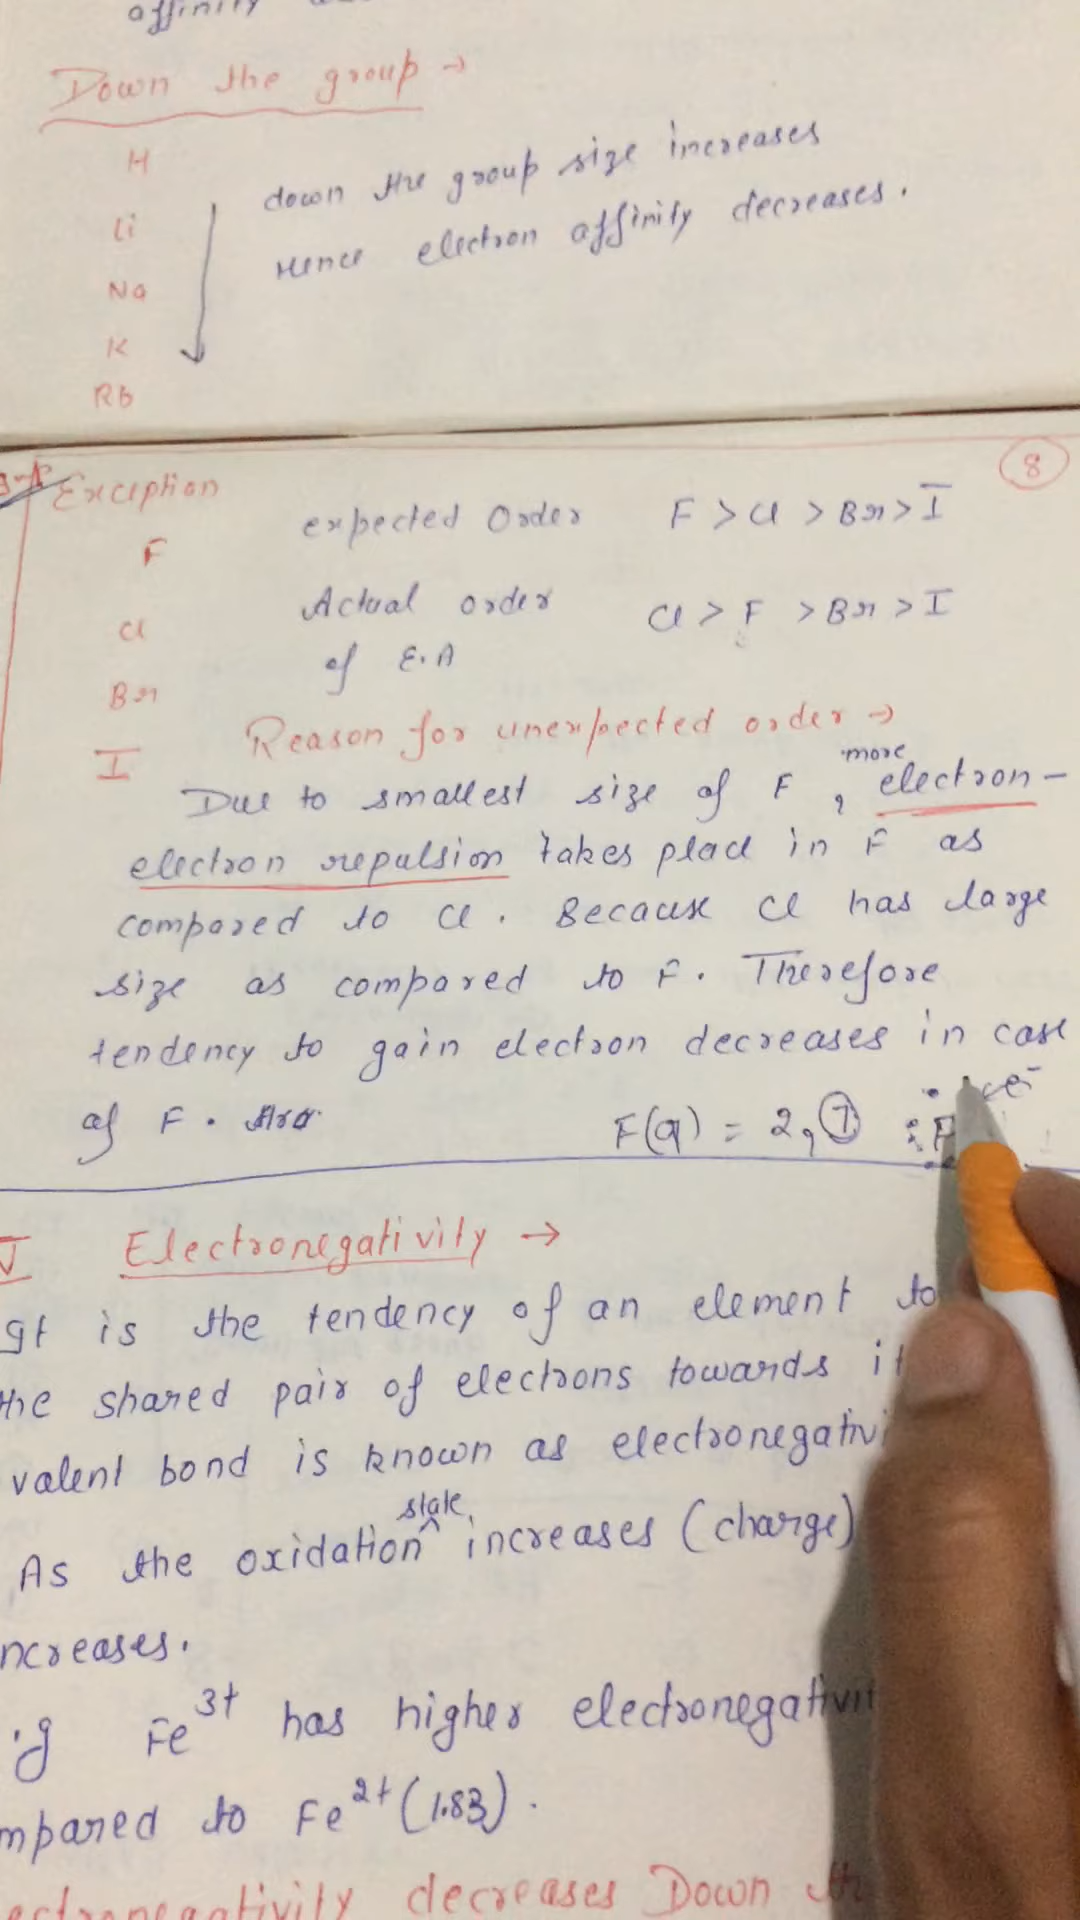 affinity
Down the group →
H
Li
Na
K
Rb
down the group size increases
Hence electron affinity decreases.
8
Exception
F
Cl
Br
I
expected Order F > Cl > Br > I
Actual order Cl > F > Br > I
of E.A
Reason for unexpected order →
Due to smallest size of F, more electron-
electron repulsion takes place in F as
compared to Cl. Because Cl has large
size as compared to F. Therefore
tendency to gain electron decreases in case
of F.
F(9) = 2, 7 F e⁻
Electronegativity →
It is the tendency of an element to
the shared pair of electrons towards it
valent bond is known as electronegativi
As the oxidation state increases (charge)
ncreases.
Fe³⁺ has higher electronegativit
mpared to Fe²⁺ (1.83).
ectronegativity decreases Down th